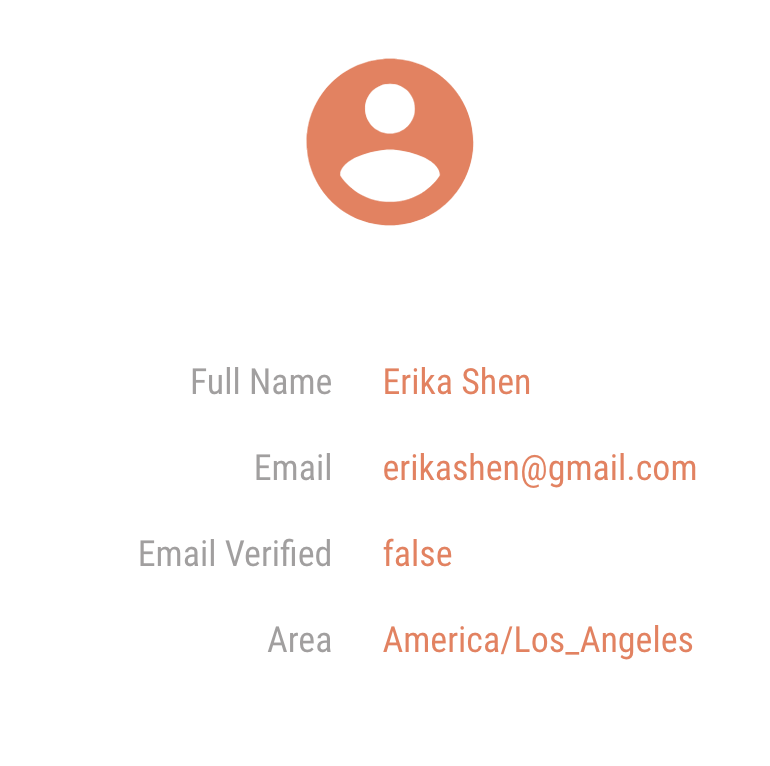 Full Name Erika Shen
Email erikashen@gmail.com
Email Verified false
Area America/Los_Angeles